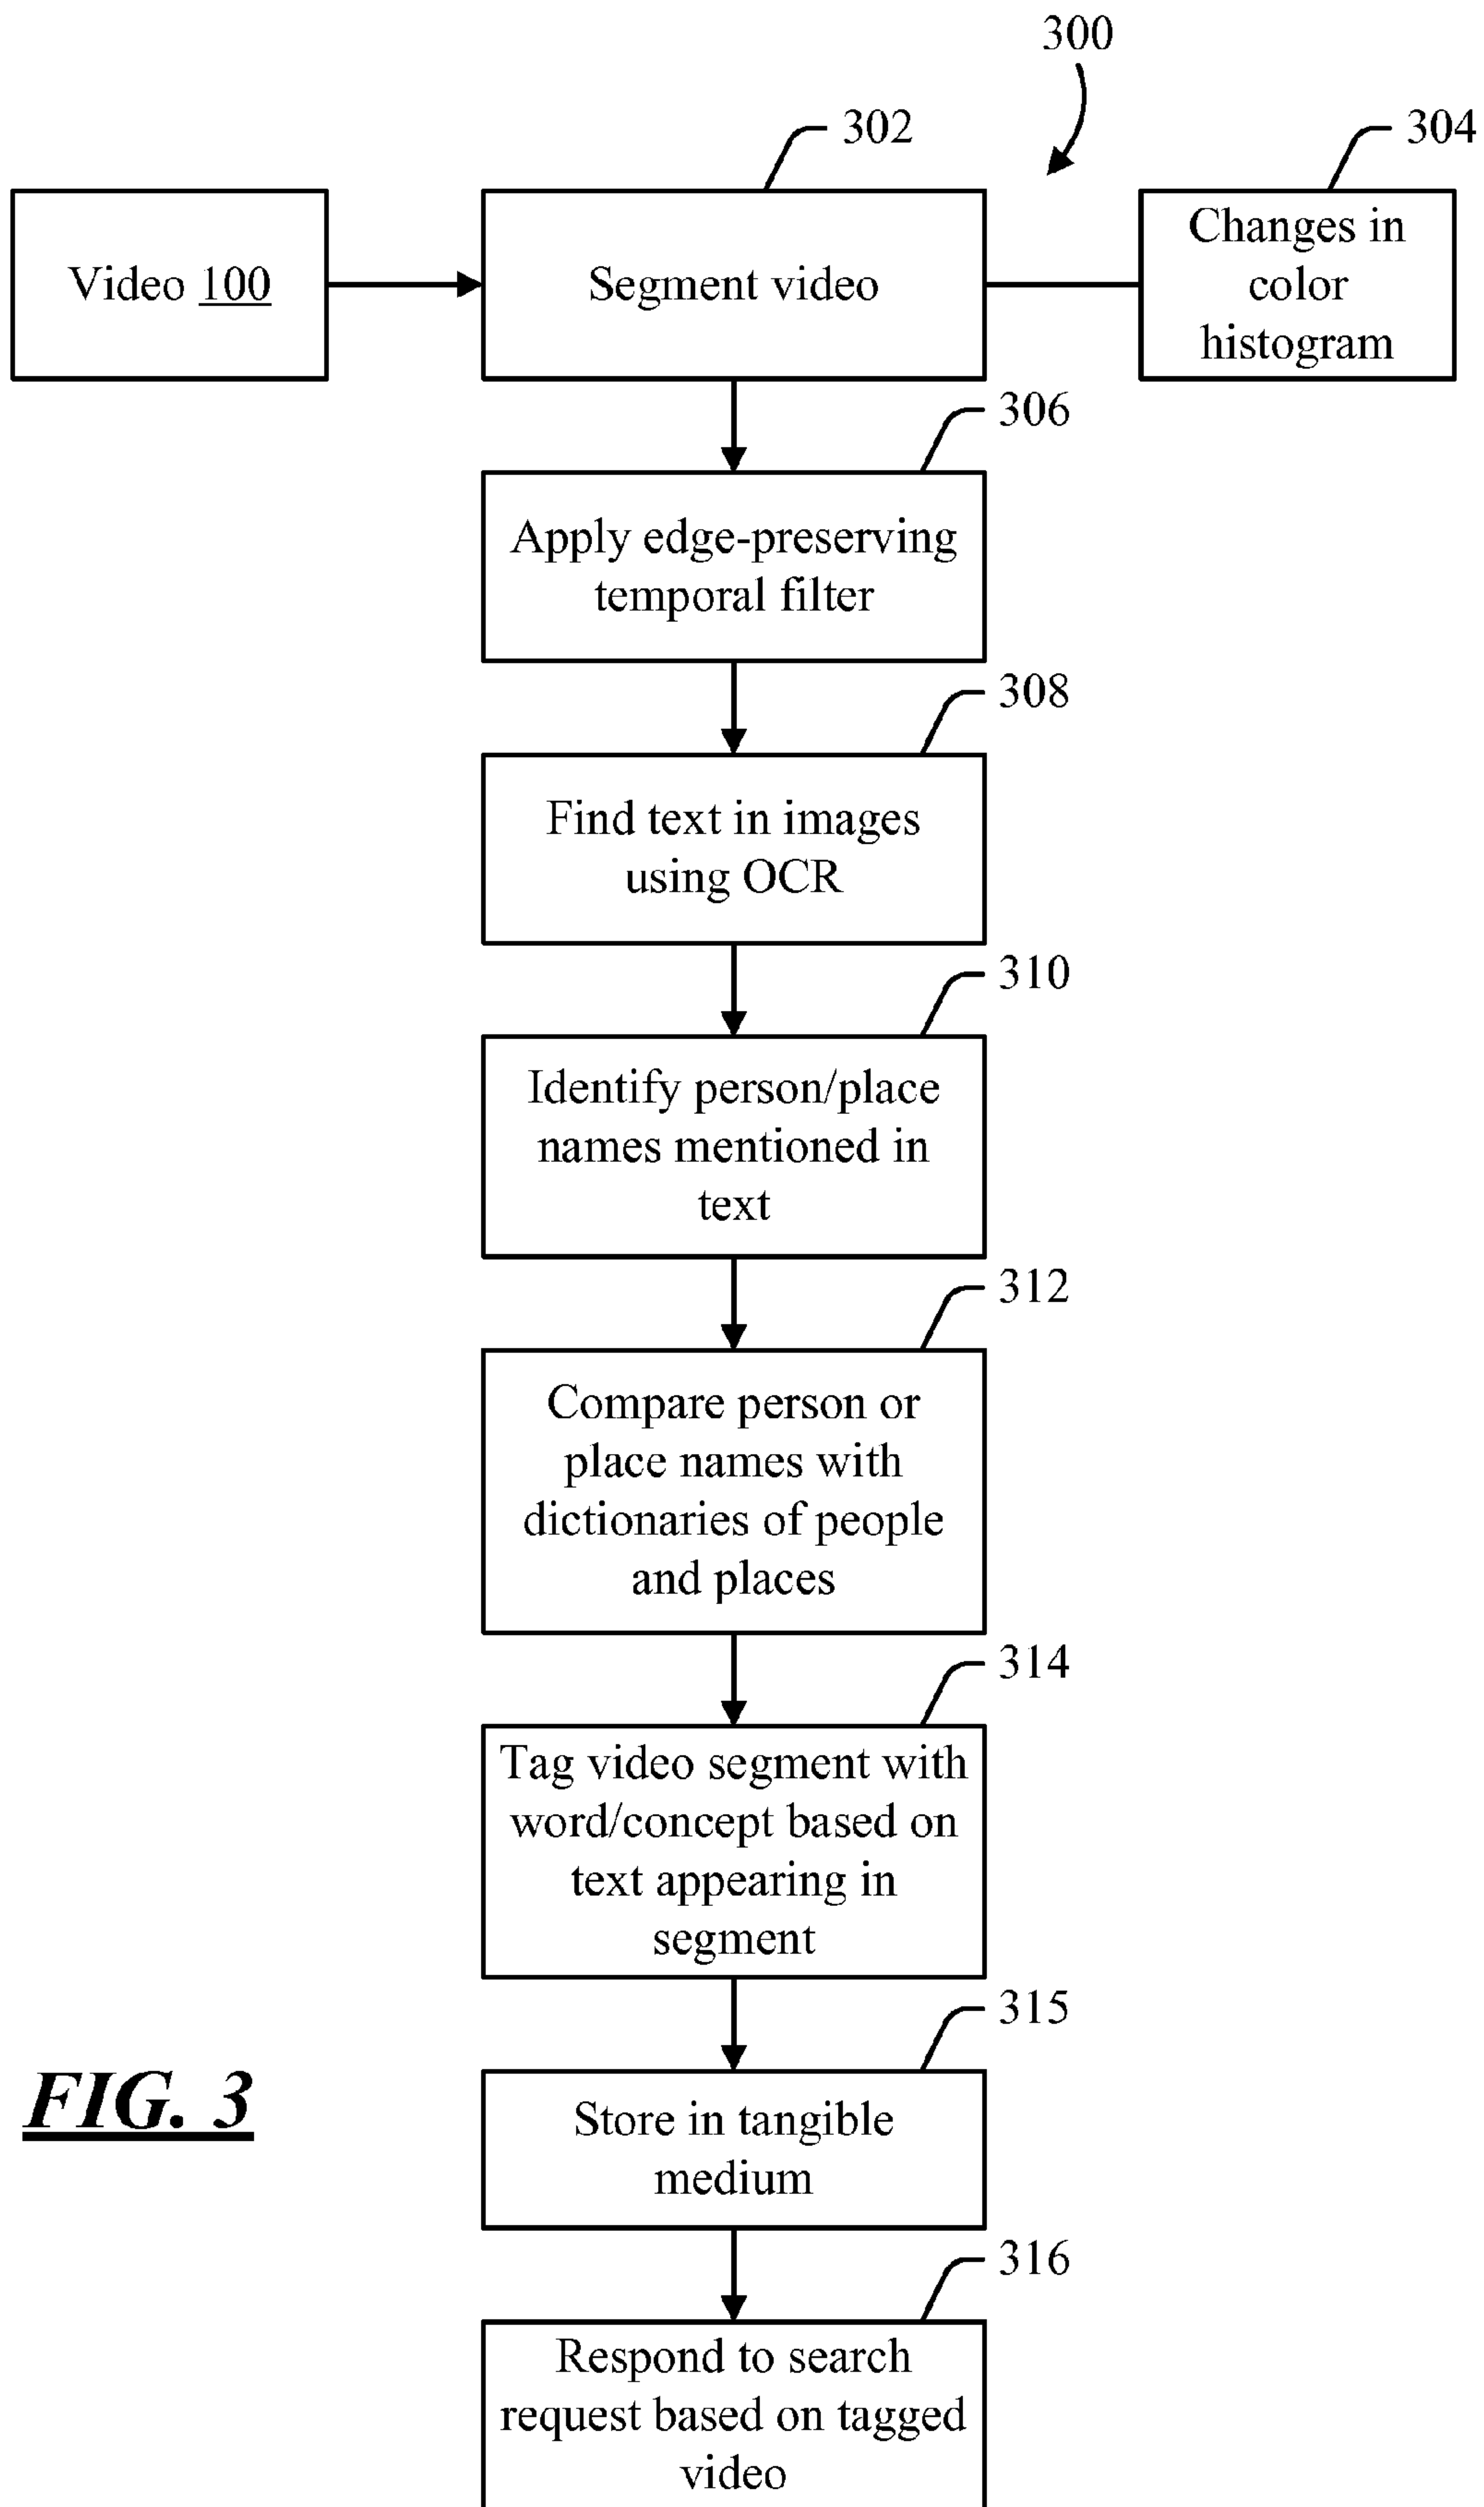 300
302
304
Video 100
Segment video
Changes in
color
histogram
306
Apply edge-preserving
temporal filter
308
Find text in images
using OCR
310
Identify person/place
names mentioned in
text
312
Compare person or
place names with
dictionaries of people
and places
314
Tag video segment with
word/concept based on
text appearing in
segment
315
FIG. 3
Store in tangible
medium
316
Respond to search
request based on tagged
video